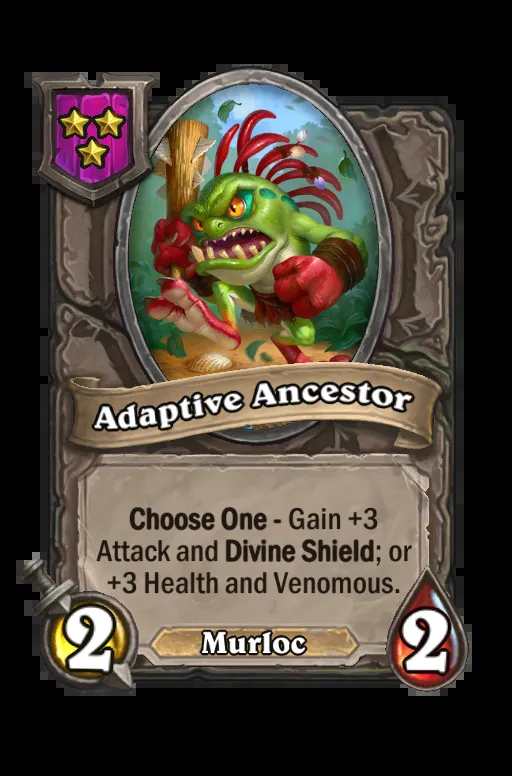 Adaptive Ancestor
Choose One - Gain +3
Attack and Divine Shield; or
+3 Health and Venomous.
2
Murloc
2